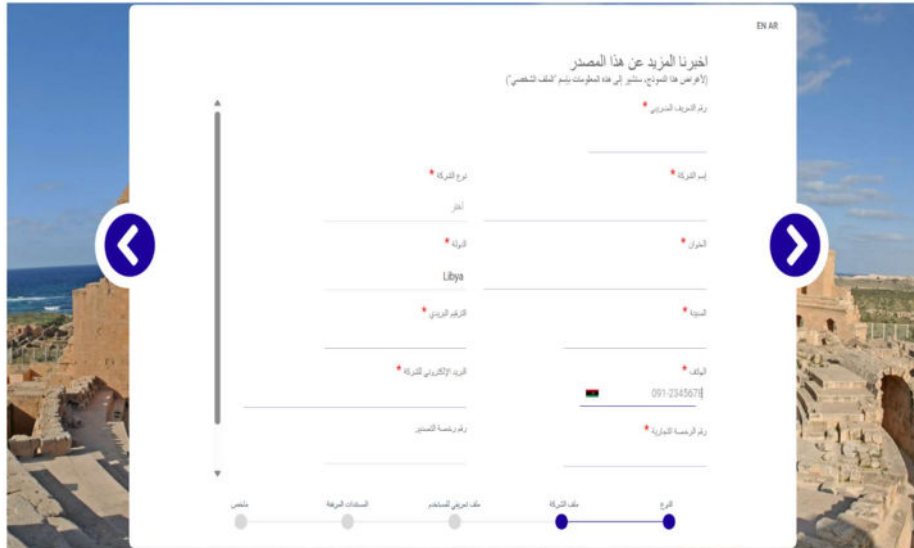 EN AR
اخبرنا المزيد عن هذا المصدر
(لأغراض هذا النموذج، سنشير إلى هذه المعلومات بإسم "الملف الشخصي")
رقم التعريف الضريبي *
إسم الشركة *
نوع الشركة *
أختر
العنوان *
الدولة *
Libya
المدينة *
الترقيم البريدي *
الهاتف *
البريد الإلكتروني للشركة *
091-2345678
رقم الرخصة التجارية *
رقم رخصة التصدير
النوع
ملف الشركة
ملف تعريفي للمستخدم
المستندات المرفقة
ملخص